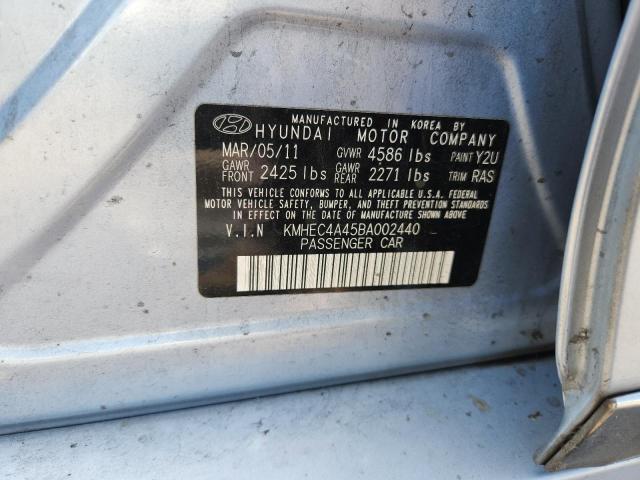 MANUFACTURED IN KOREA BY
HYUNDAI MOTOR COMPANY
MAR/05/11 GVWR 4586 lbs PAINT Y2U
GAWR FRONT 2425 lbs GAWR REAR 2271 lbs TRIM RAS
THIS VEHICLE CONFORMS TO ALL APPLICABLE U.S.A. FEDERAL
MOTOR VEHICLE SAFETY, BUMPER, AND THEFT PREVENTION STANDARDS
IN EFFECT ON THE DATE OF MANUFACTURE SHOWN ABOVE.
V.I.N KMHEC4A45BA002440
PASSENGER CAR